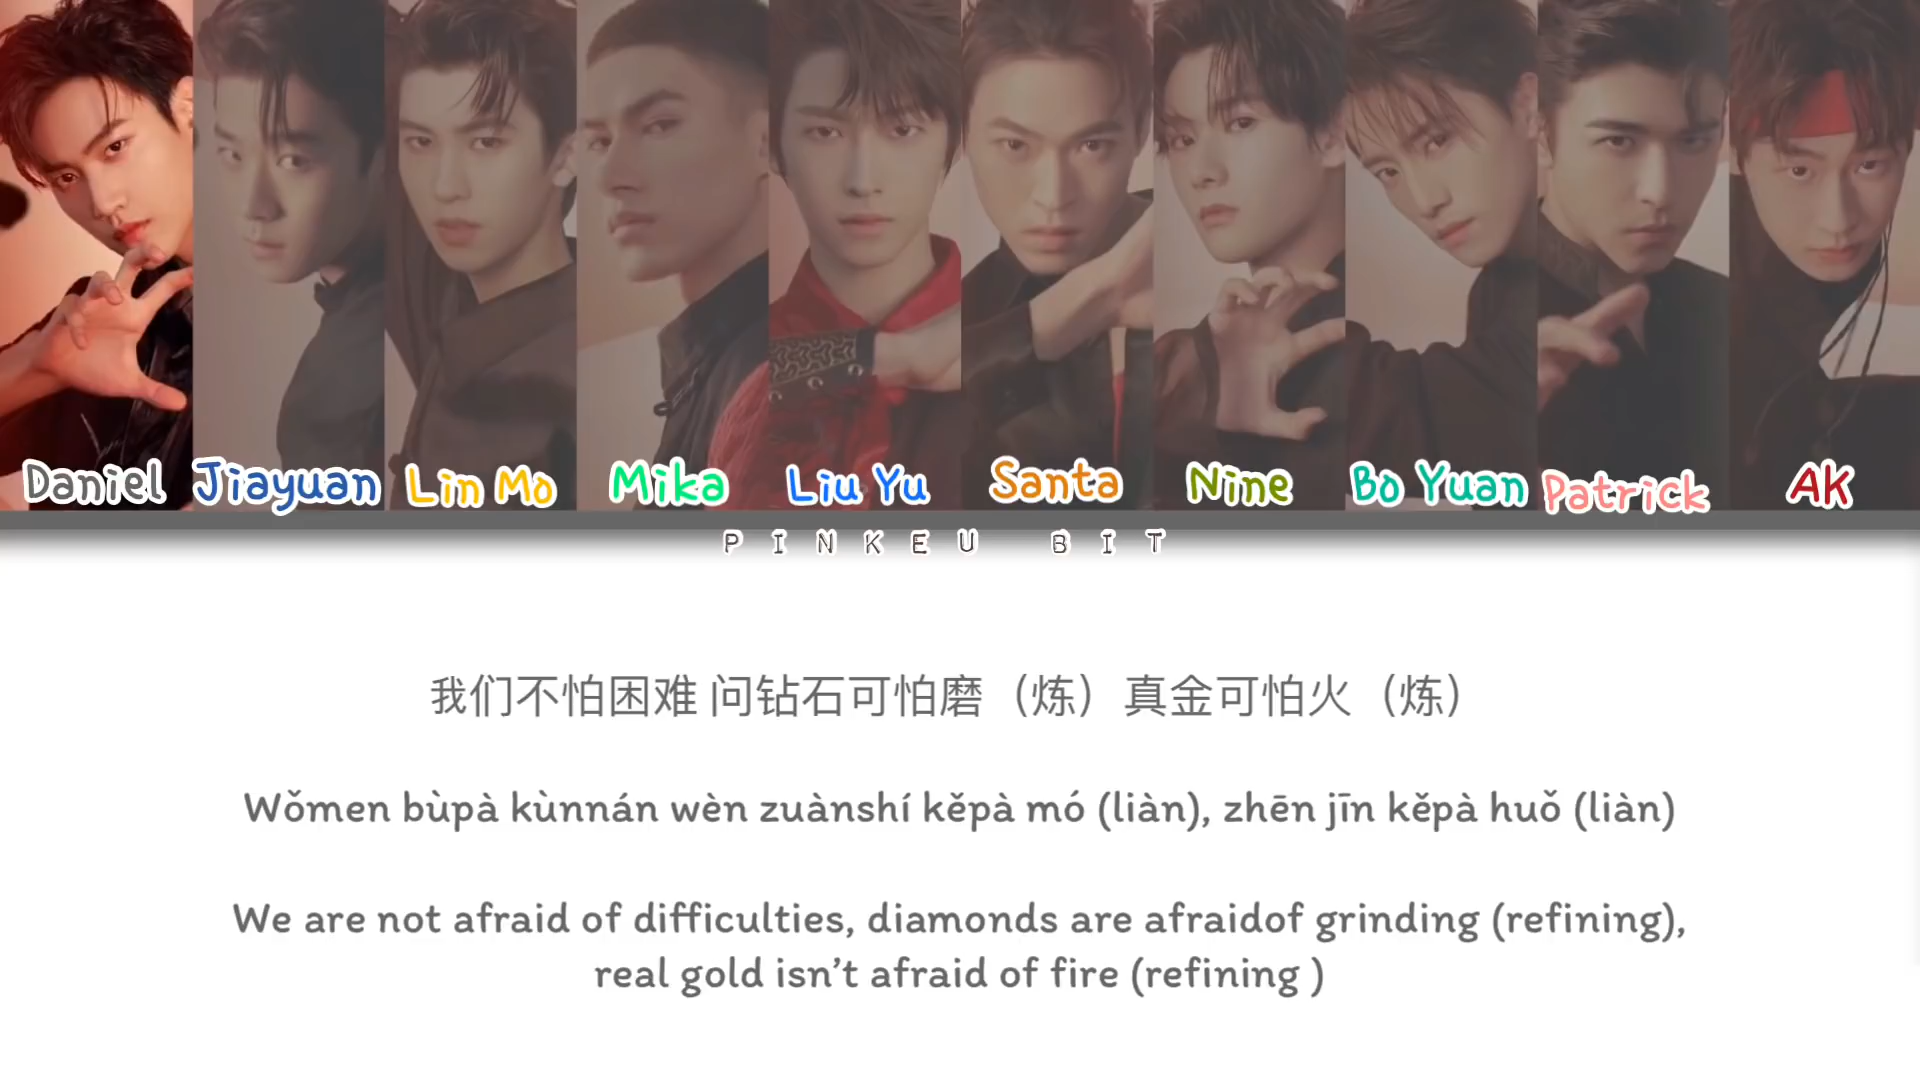 Daniel Jiayuan Lin Mo Mika Liu Yu Santa Nine Bo Yuan Patrick AK
PINKEU BIT
我们不怕困难 问钻石可怕磨（炼）真金可怕火（炼）
Wǒmen bùpà kùnnán wèn zuànshí kěpà mó (liàn), zhēn jīn kěpà huǒ (liàn)
We are not afraid of difficulties, diamonds are afraidof grinding (refining),
real gold isn’t afraid of fire (refining )